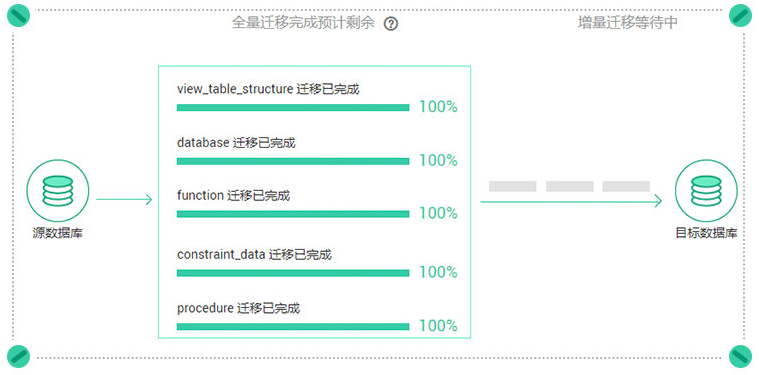 全量迁移完成预计剩余 ?
增量迁移等待中
view_table_structure 迁移已完成
100%
database 迁移已完成
100%
function 迁移已完成
100%
constraint_data 迁移已完成
100%
procedure 迁移已完成
100%
源数据库
目标数据库